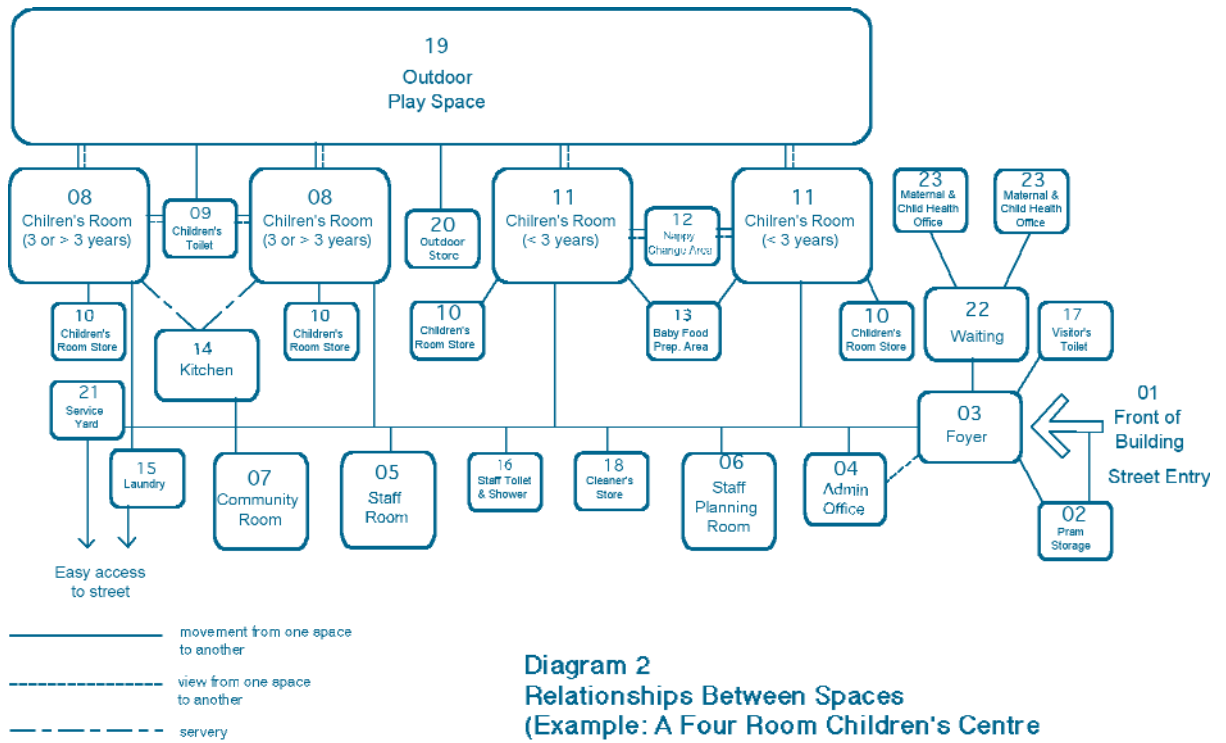 19
Outdoor
Play Space
08
Chilren's Room
(3 or > 3 years)
09
Children's
Toilet
08
Chilren's Room
(3 or > 3 years)
20
Outdoor
Store
11
Chilren's Room
(< 3 years)
12
Nappy
Change Area
11
Chilren's Room
(< 3 years)
23
Maternal &
Child Health
Office
23
Maternal &
Child Health
Office
10
Children's
Room Store
14
Kitchen
10
Children's
Room Store
10
Children's
Room Store
13
Baby Food
Prep. Area
10
Children's
Room Store
22
Waiting
17
Visitor's
Toilet
21
Service
Yard
03
Foyer
01
Front of
Building
Street Entry
15
Laundry
07
Community
Room
05
Staff
Room
16
Staff Toilet
& Shower
18
Cleaner's
Store
06
Staff
Planning
Room
04
Admin
Office
02
Pram
Storage
Easy access
to street
movement from one space
to another
view from one space
to another
servery
Diagram 2
Relationships Between Spaces
(Example: A Four Room Children's Centre